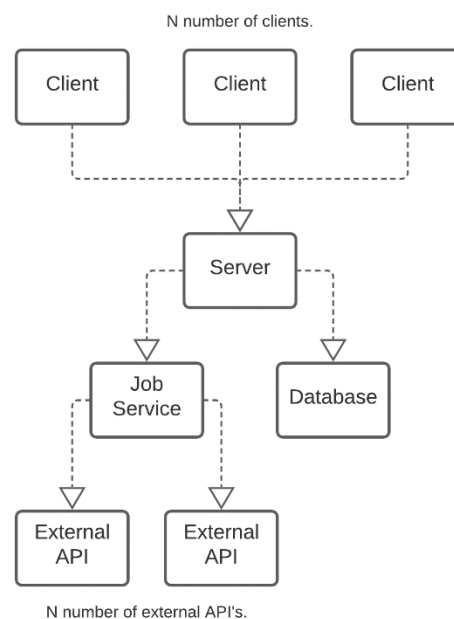 N number of clients.
Client
Client
Client
Server
Job
Service
Database
External
API
External
API
N number of external API's.